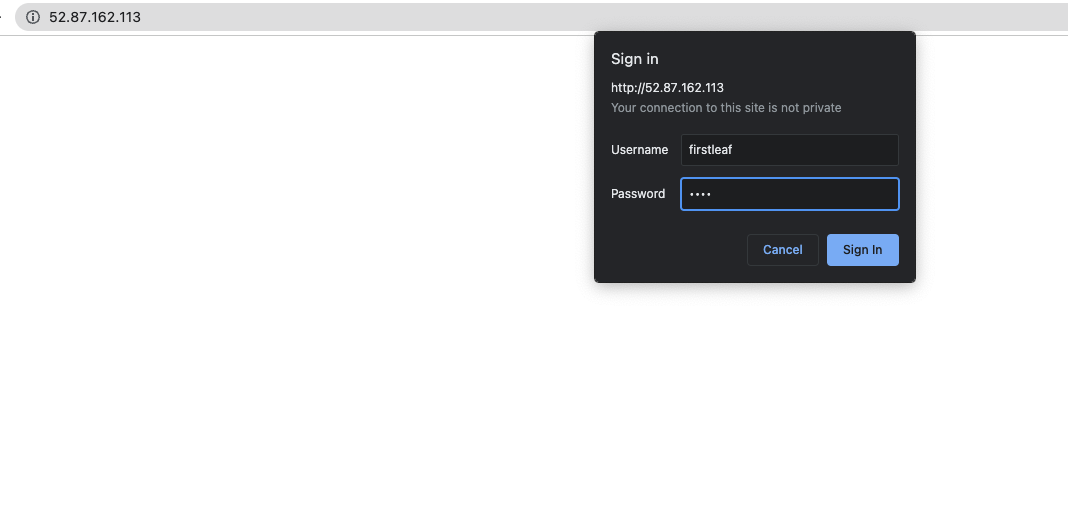 52.87.162.113
Sign in
http://52.87.162.113
Your connection to this site is not private
Username firstleaf
Password ••••
Cancel Sign In